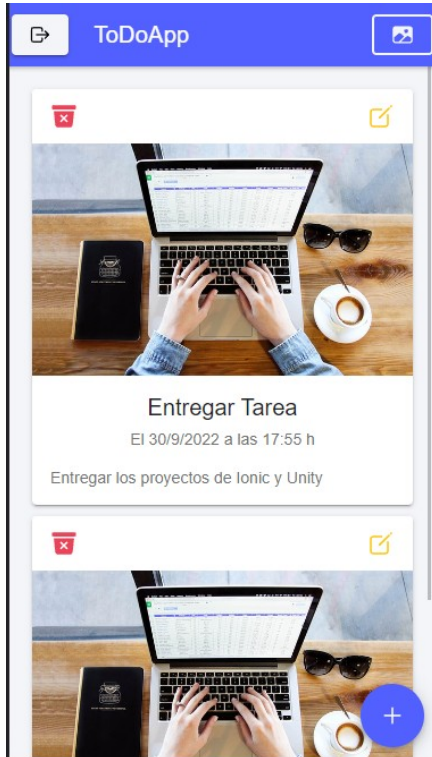 ToDoApp
Entregar Tarea
El 30/9/2022 a las 17:55 h
Entregar los proyectos de Ionic y Unity